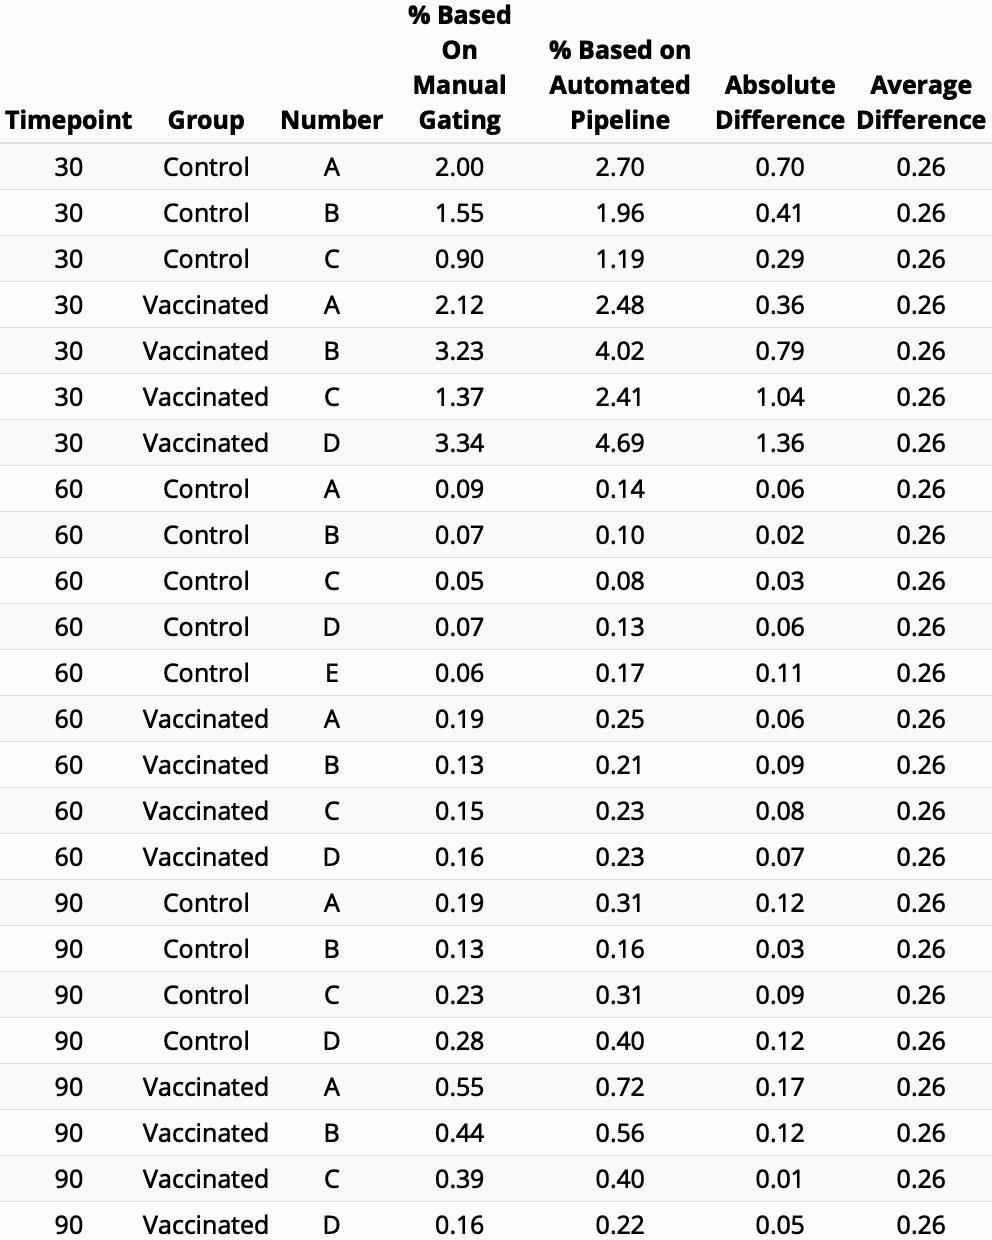 % Based
On % Based on
Manual Automated Absolute Average
Timepoint Group Number Gating Pipeline Difference Difference
30 Control A 2.00 2.70 0.70 0.26
30 Control B 1.55 1.96 0.41 0.26
30 Control C 0.90 1.19 0.29 0.26
30 Vaccinated A 2.12 2.48 0.36 0.26
30 Vaccinated B 3.23 4.02 0.79 0.26
30 Vaccinated C 1.37 2.41 1.04 0.26
30 Vaccinated D 3.34 4.69 1.36 0.26
60 Control A 0.09 0.14 0.06 0.26
60 Control B 0.07 0.10 0.02 0.26
60 Control C 0.05 0.08 0.03 0.26
60 Control D 0.07 0.13 0.06 0.26
60 Control E 0.06 0.17 0.11 0.26
60 Vaccinated A 0.19 0.25 0.06 0.26
60 Vaccinated B 0.13 0.21 0.09 0.26
60 Vaccinated C 0.15 0.23 0.08 0.26
60 Vaccinated D 0.16 0.23 0.07 0.26
90 Control A 0.19 0.31 0.12 0.26
90 Control B 0.13 0.16 0.03 0.26
90 Control C 0.23 0.31 0.09 0.26
90 Control D 0.28 0.40 0.12 0.26
90 Vaccinated A 0.55 0.72 0.17 0.26
90 Vaccinated B 0.44 0.56 0.12 0.26
90 Vaccinated C 0.39 0.40 0.01 0.26
90 Vaccinated D 0.16 0.22 0.05 0.26